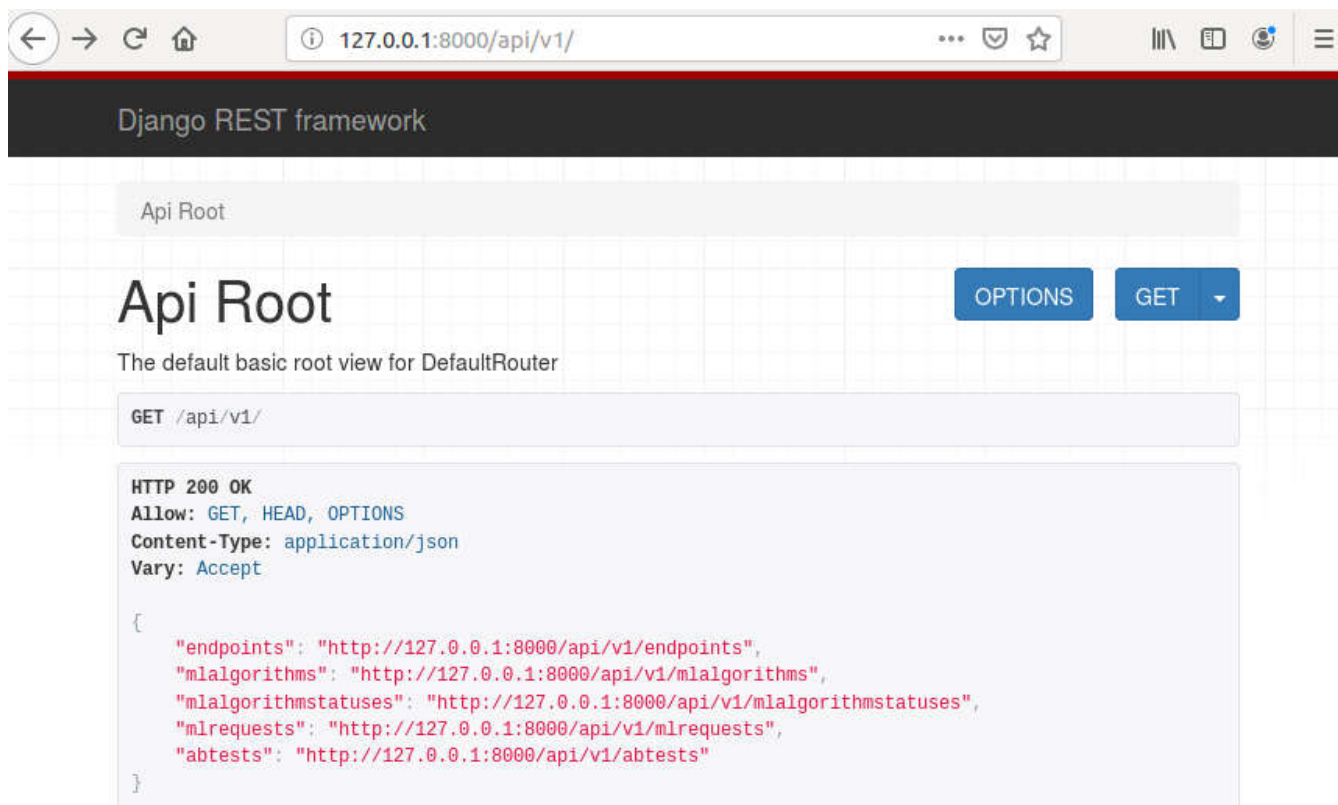 127.0.0.1:8000/api/v1/
Django REST framework
Api Root
Api Root
OPTIONS
GET
The default basic root view for DefaultRouter
GET /api/v1/
HTTP 200 OK
Allow: GET, HEAD, OPTIONS
Content-Type: application/json
Vary: Accept
{
"endpoints": "http://127.0.0.1:8000/api/v1/endpoints",
"mlalgorithms": "http://127.0.0.1:8000/api/v1/mlalgorithms",
"mlalgorithmstatuses": "http://127.0.0.1:8000/api/v1/mlalgorithmstatuses",
"mlrequests": "http://127.0.0.1:8000/api/v1/mlrequests",
"abtests": "http://127.0.0.1:8000/api/v1/abtests"
}